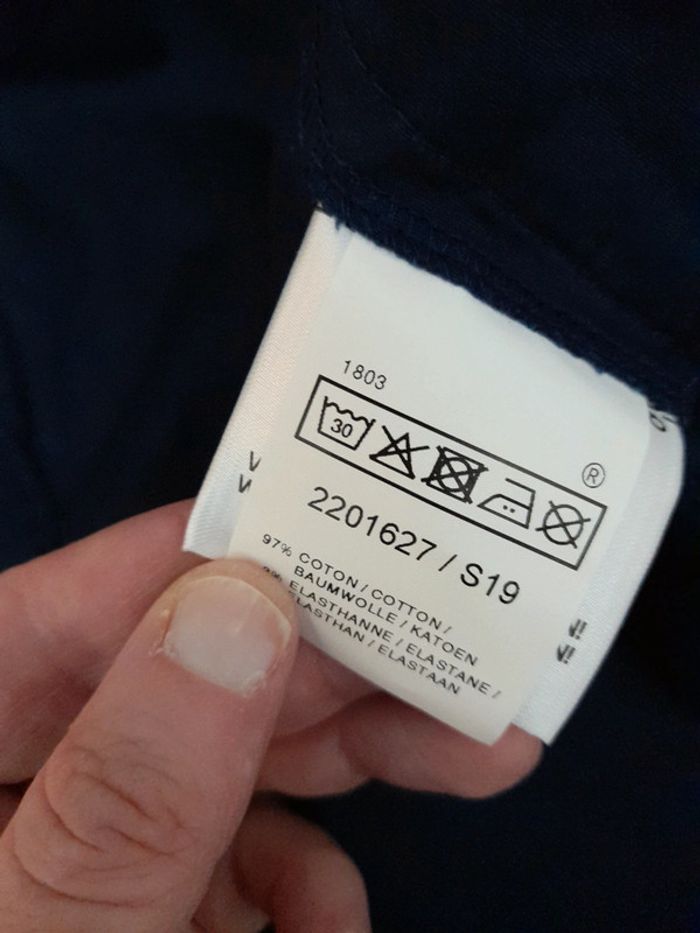 1803
30
®
2201627 / S19
97% COTON / COTTON /
BAUMWOLLE / KATOEN
ELASTHANNE / ELASTANE /
ELASTHAN / ELASTAAN